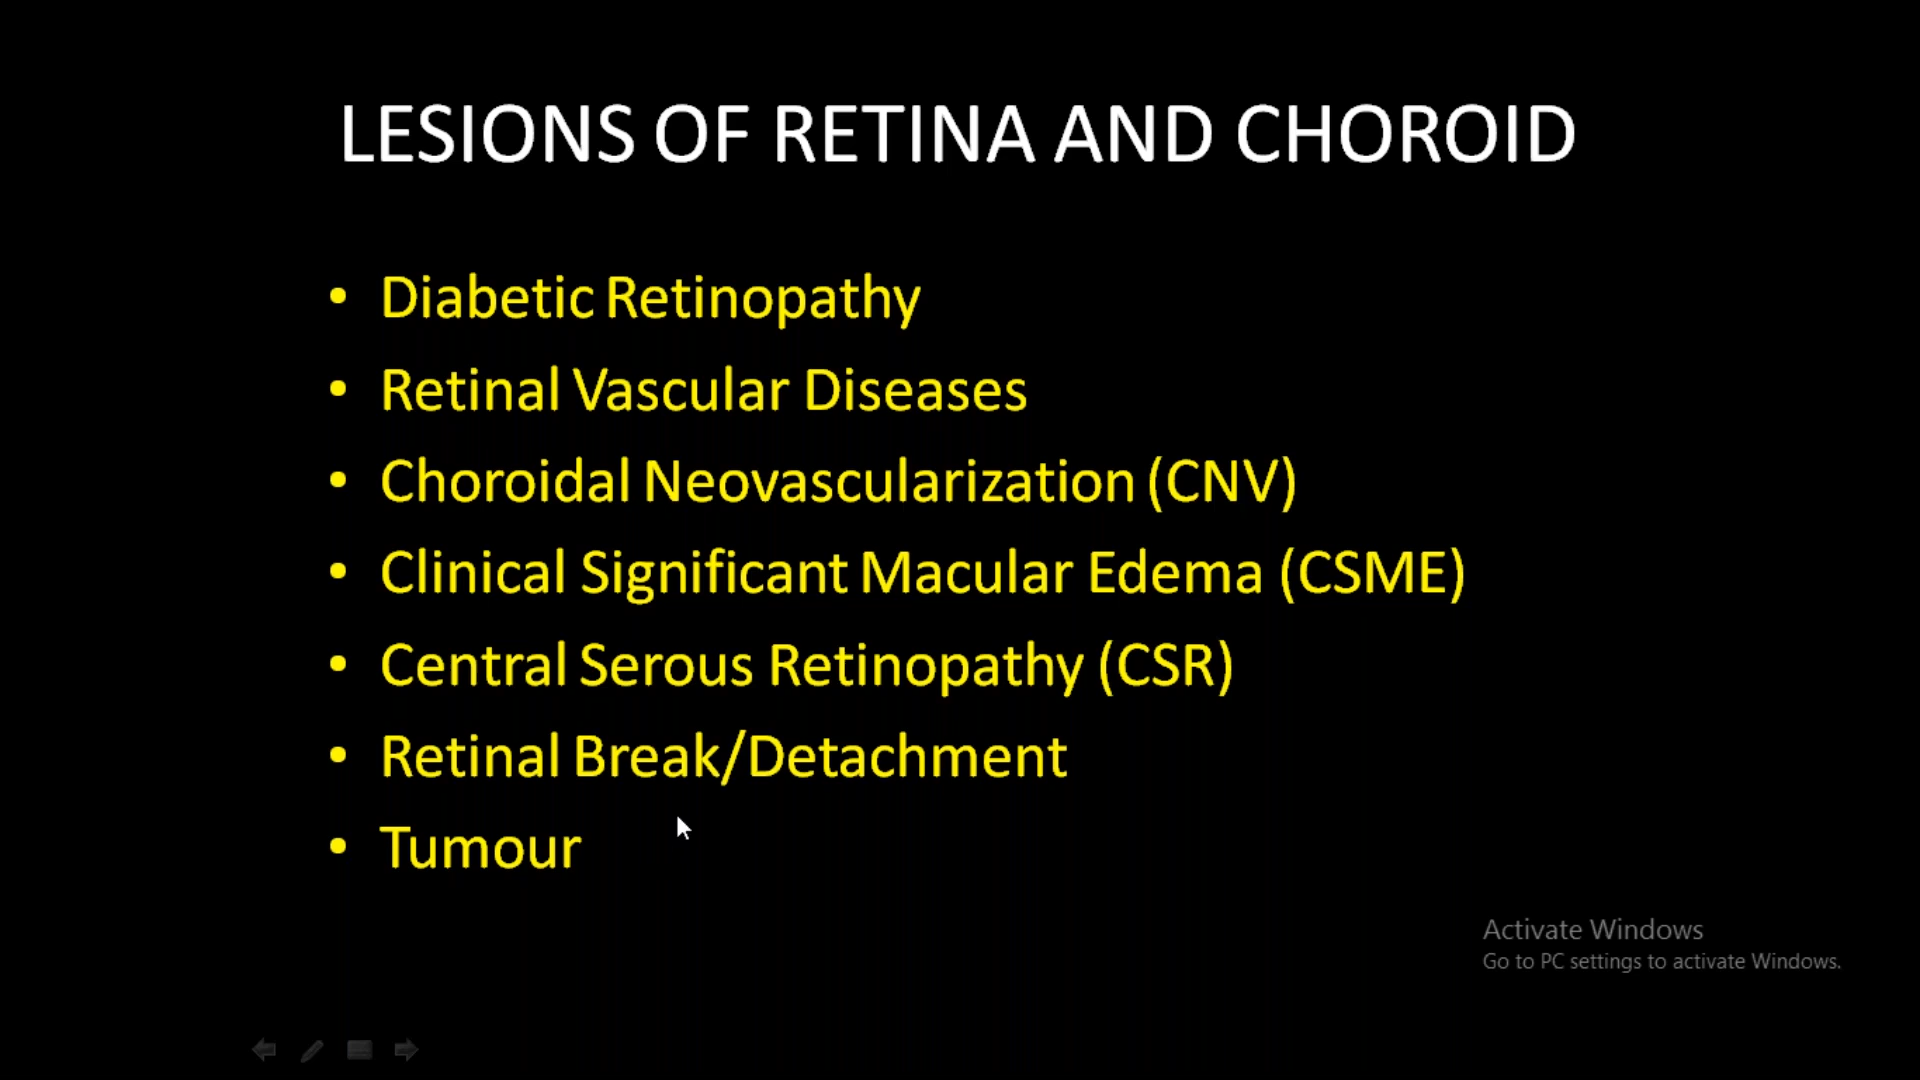 LESIONS OF RETINA AND CHOROID
• Diabetic Retinopathy
• Retinal Vascular Diseases
• Choroidal Neovascularization (CNV)
• Clinical Significant Macular Edema (CSME)
• Central Serous Retinopathy (CSR)
• Retinal Break/Detachment
• Tumour
Activate Windows
Go to PC settings to activate Windows.